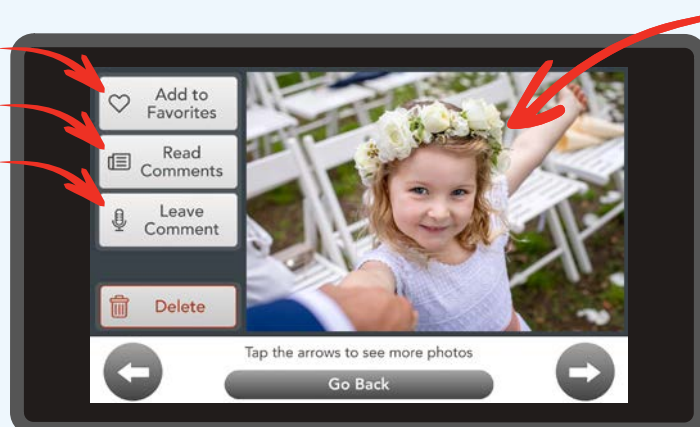 Add to
Favorites
Read
Comments
Leave
Comment
Delete
Tap the arrows to see more photos
Go Back